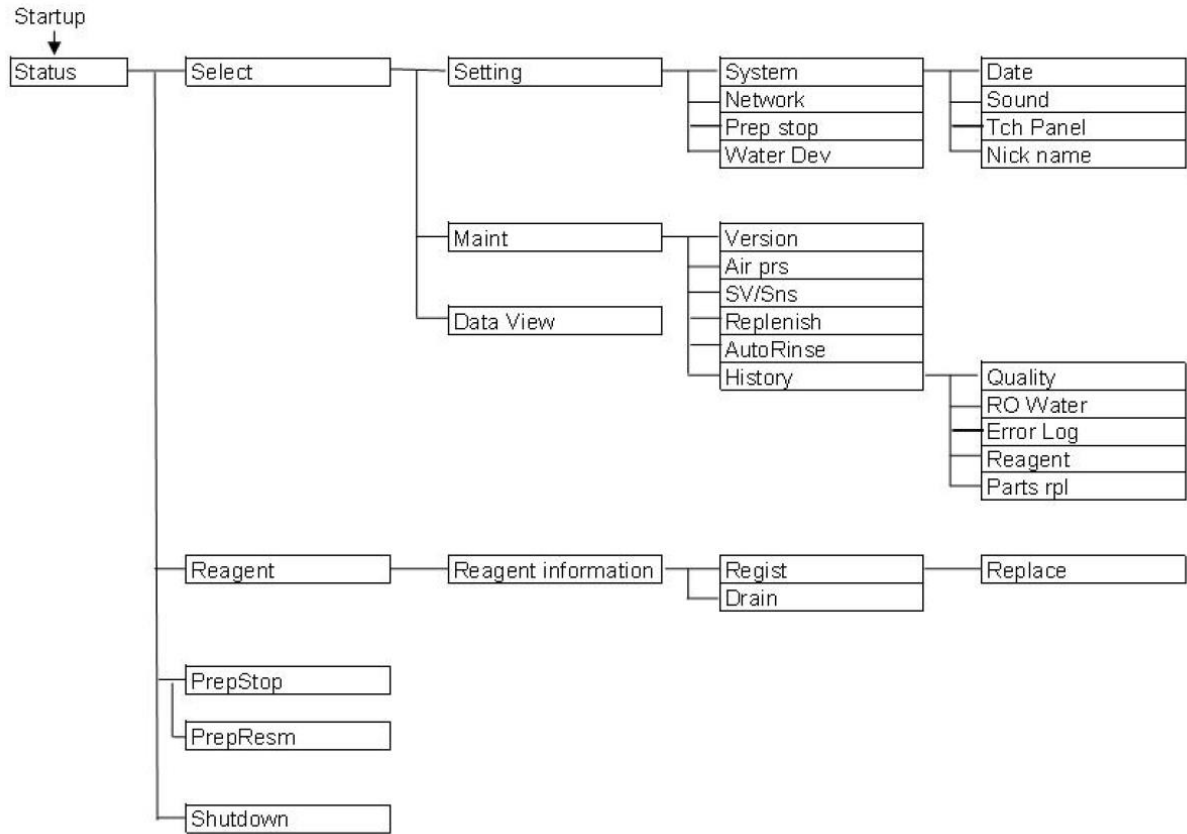 Startup
Status
Select
Setting
System
Date
Network
Sound
Prep stop
Tch Panel
Water Dev
Nick name
Maint
Version
Air prs
SV/Sns
Data View
Replenish
AutoRinse
History
Quality
RO Water
Error Log
Reagent
Parts rpl
Reagent
Reagent information
Regist
Replace
Drain
PrepStop
PrepResm
Shutdown